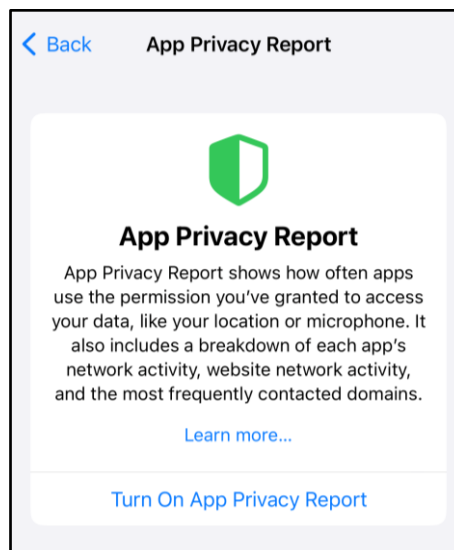 Back App Privacy Report
App Privacy Report
App Privacy Report shows how often apps
use the permission you’ve granted to access
your data, like your location or microphone. It
also includes a breakdown of each app’s
network activity, website network activity,
and the most frequently contacted domains.
Learn more...
Turn On App Privacy Report